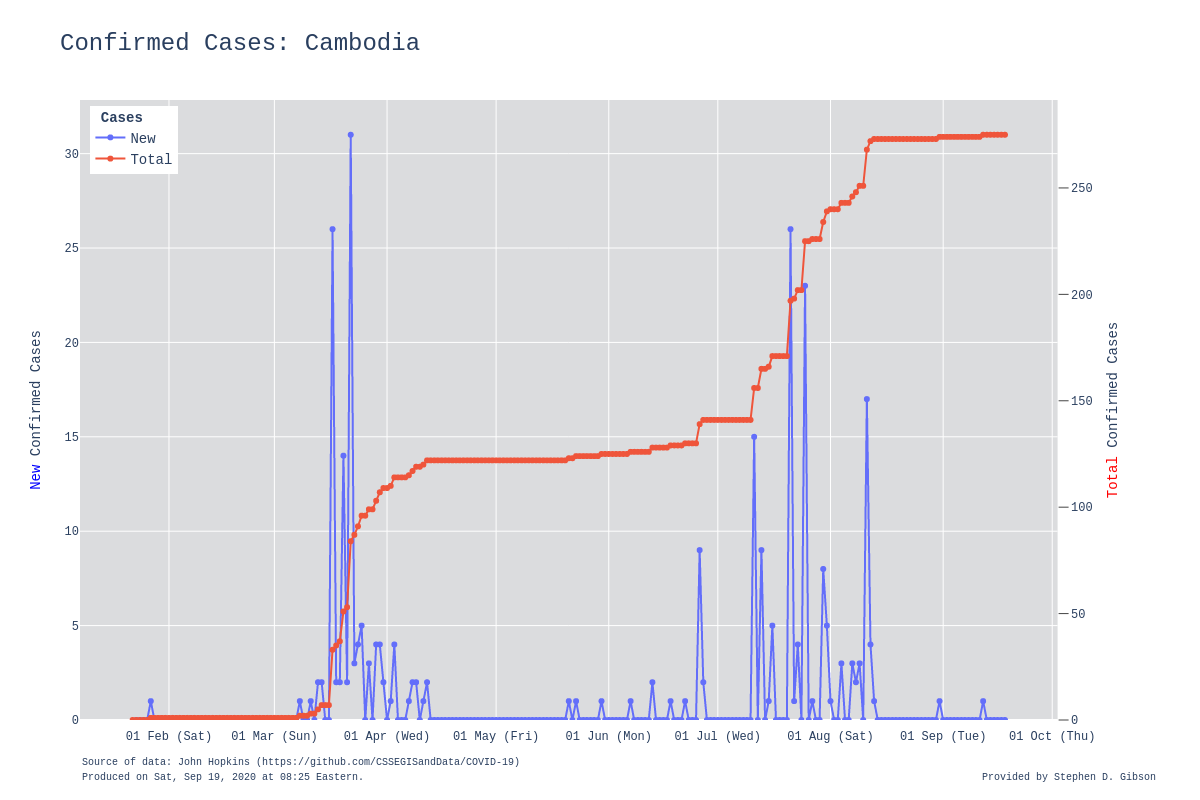 Confirmed Cases: Cambodia
Cases
New
Total
30
25
20
15
10
5
0
250
200
150
100
50
0
New Confirmed Cases
Total Confirmed Cases
01 Feb (Sat) 01 Mar (Sun) 01 Apr (Wed) 01 May (Fri) 01 Jun (Mon) 01 Jul (Wed) 01 Aug (Sat) 01 Sep (Tue) 01 Oct (Thu)
Source of data: John Hopkins (https://github.com/CSSEGISandData/COVID-19)
Produced on Sat, Sep 19, 2020 at 08:25 Eastern.
Provided by Stephen D. Gibson